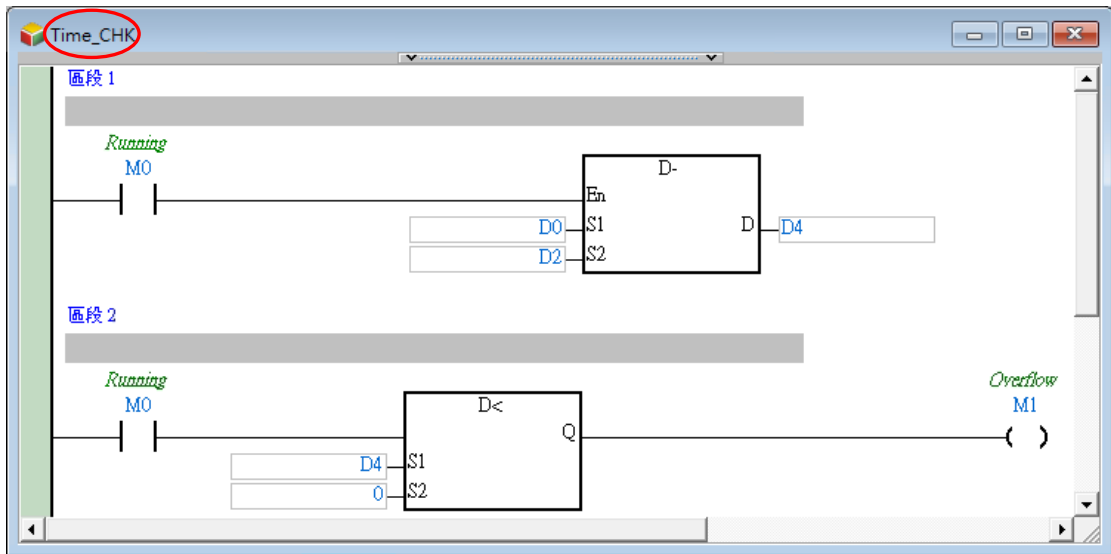 Time_CHK
區段 1
Running
M0
D-
En
D0 S1 D D4
D2 S2
區段 2
Running Overflow
M0 D< M1
Q
D4 S1
0 S2